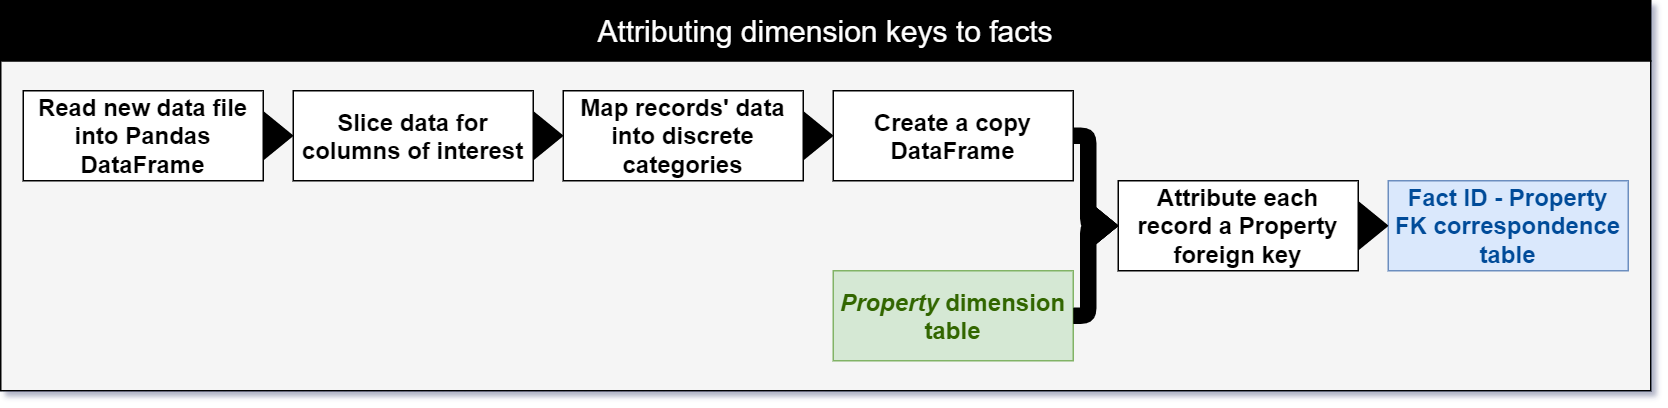 Attributing dimension keys to facts
Read new data file
into Pandas
DataFrame
Slice data for
columns of interest
Map records' data
into discrete
categories
Create a copy
DataFrame
Property dimension
table
Attribute each
record a Property
foreign key
Fact ID - Property
FK correspondence
table